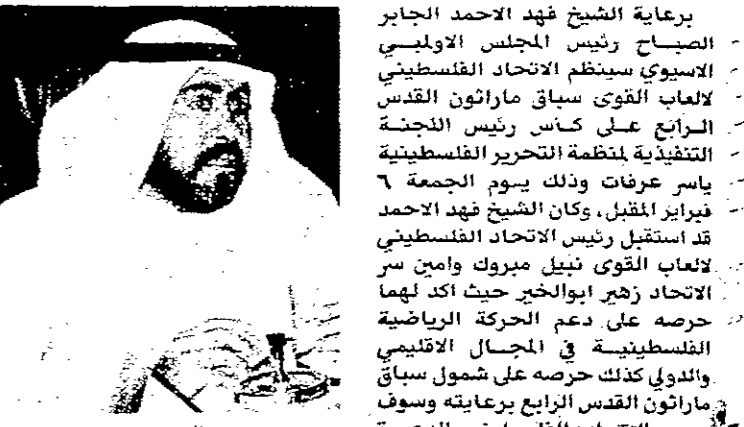 برعاية الشيخ فهد الاحمد الجابر
الصباح رئيس المجلس الاولمبي
الاسيوي سينظم الاتحاد الفلسطيني
لالعاب القوى سباق ماراثون القدس
الرابع على كأس رئيس اللجنة
التنفيذية لمنظمة التحرير الفلسطينية
ياسر عرفات وذلك يوم الجمعة ٦
فبراير المقبل، وكان الشيخ فهد الاحمد
قد استقبل رئيس الاتحاد الفلسطيني
لالعاب القوى نبيل مبروك وامين سر
الاتحاد زهير ابوالخير حيث اكد لهما
حرصه على دعم الحركة الرياضية
الفلسطينية في المجال الاقليمي
والدولي كذلك حرصه على شمول سباق
ماراثون القدس الرابع برعايته وسوف